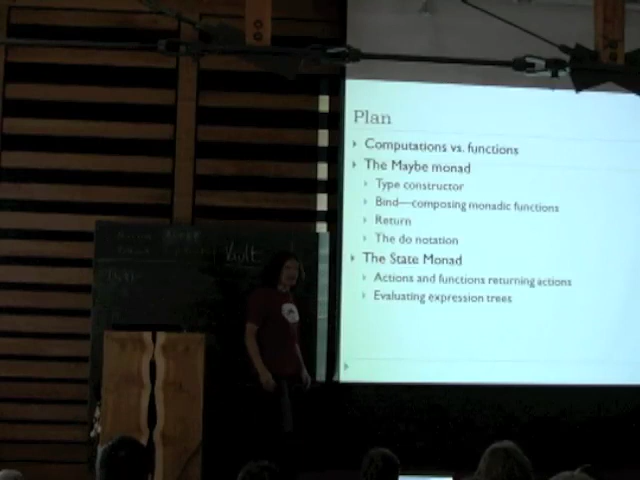 Plan
Computations vs. functions
The Maybe monad
Type constructor
Bind—composing monadic functions
Return
The do notation
The State Monad
Actions and functions returning actions
Evaluating expression trees
Vault